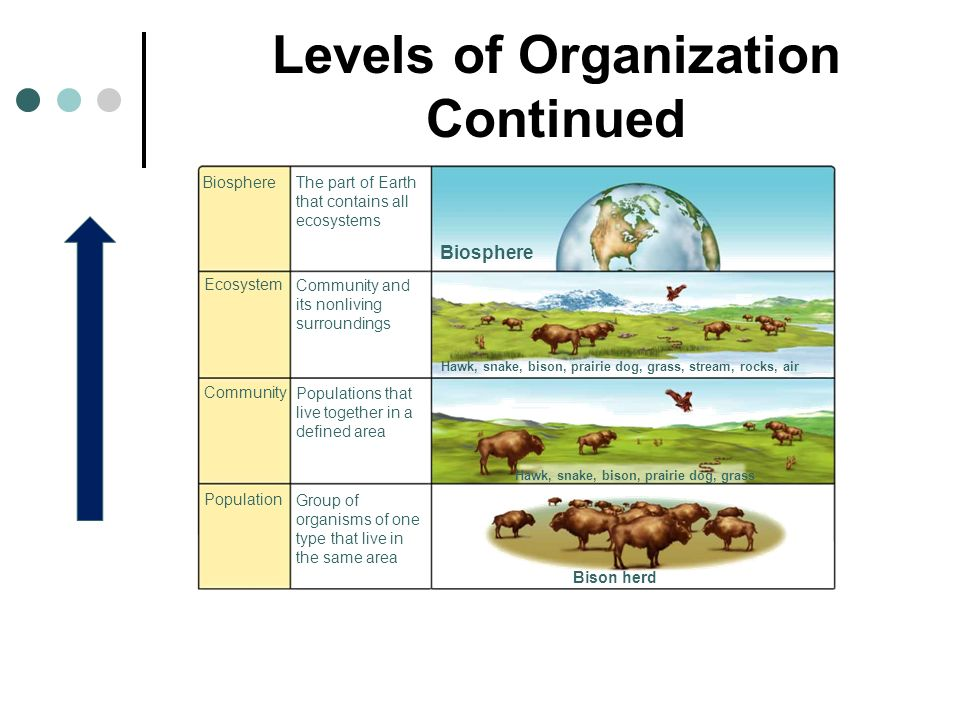 Levels of Organization
Continued
Biosphere
The part of Earth
that contains all
ecosystems
Biosphere
Ecosystem
Community and
its nonliving
surroundings
Hawk, snake, bison, prairie dog, grass, stream, rocks, air
Community
Populations that
live together in a
defined area
Hawk, snake, bison, prairie dog, grass
Population
Group of
organisms of one
type that live in
the same area
Bison herd